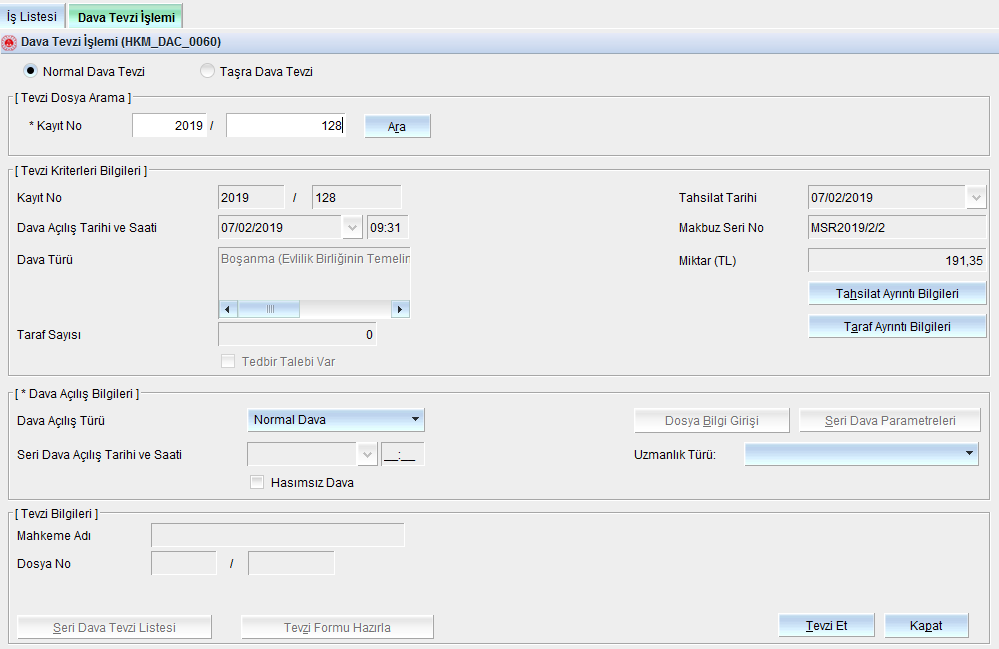 İş Listesi Dava Tevzi İşlemi
Dava Tevzi İşlemi (HKM_DAC_0060)
Normal Dava Tevzi Taşra Dava Tevzi
[ Tevzi Dosya Arama ]
* Kayıt No 2019 / 128 Ara
[ Tevzi Kriterleri Bilgileri ]
Kayıt No 2019 / 128 Tahsilat Tarihi 07/02/2019
Dava Açılış Tarihi ve Saati 07/02/2019 09:31 Makbuz Seri No MSR2019/2/2
Dava Türü Boşanma (Evlilik Birliğinin Temelin Miktar (TL) 191,35
Tahsilat Ayrıntı Bilgileri
Taraf Sayısı 0 Taraf Ayrıntı Bilgileri
Tedbir Talebi Var
[ * Dava Açılış Bilgileri ]
Dava Açılış Türü Normal Dava Dosya Bilgi Girişi Seri Dava Parametreleri
Seri Dava Açılış Tarihi ve Saati __:__ Uzmanlık Türü:
Hasımsız Dava
[ Tevzi Bilgileri ]
Mahkeme Adı
Dosya No /
Seri Dava Tevzi Listesi Tevzi Formu Hazırla Tevzi Et Kapat